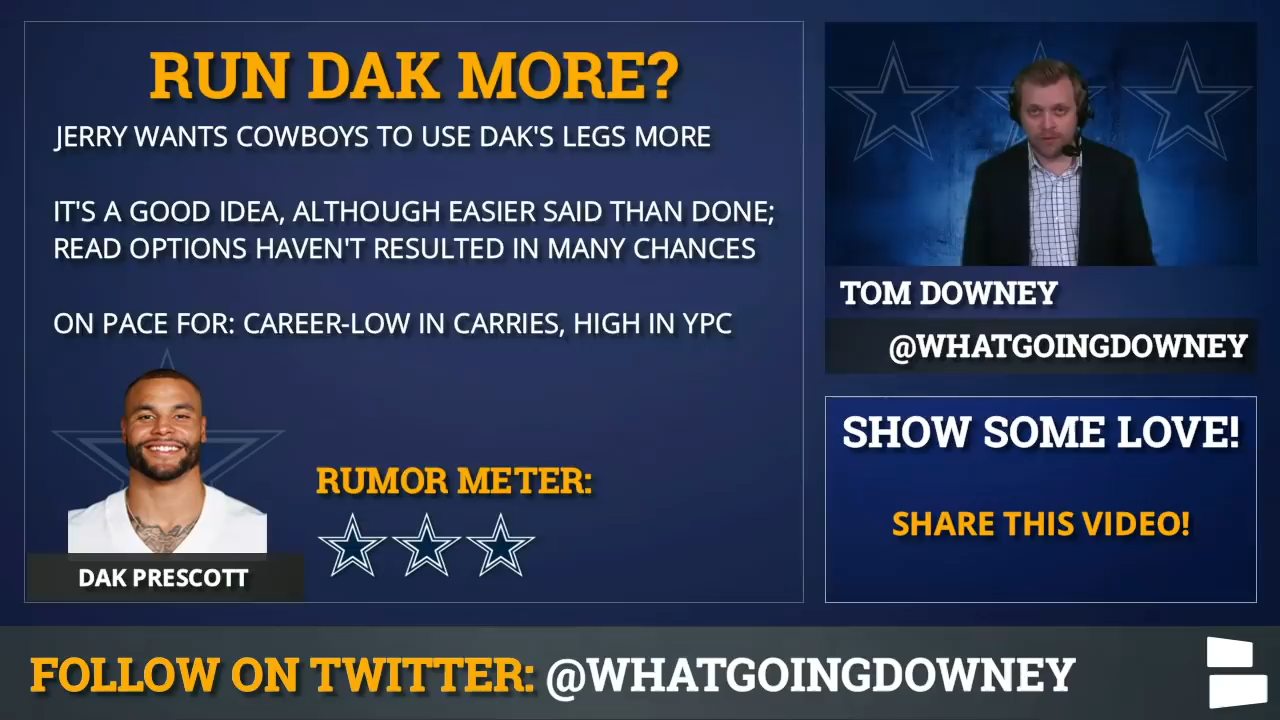 RUN DAK MORE?
JERRY WANTS COWBOYS TO USE DAK'S LEGS MORE
IT'S A GOOD IDEA, ALTHOUGH EASIER SAID THAN DONE;
READ OPTIONS HAVEN'T RESULTED IN MANY CHANCES
ON PACE FOR: CAREER-LOW IN CARRIES, HIGH IN YPC
RUMOR METER:
DAK PRESCOTT
TOM DOWNEY
@WHATGOINGDOWNEY
SHOW SOME LOVE!
SHARE THIS VIDEO!
FOLLOW ON TWITTER: @WHATGOINGDOWNEY